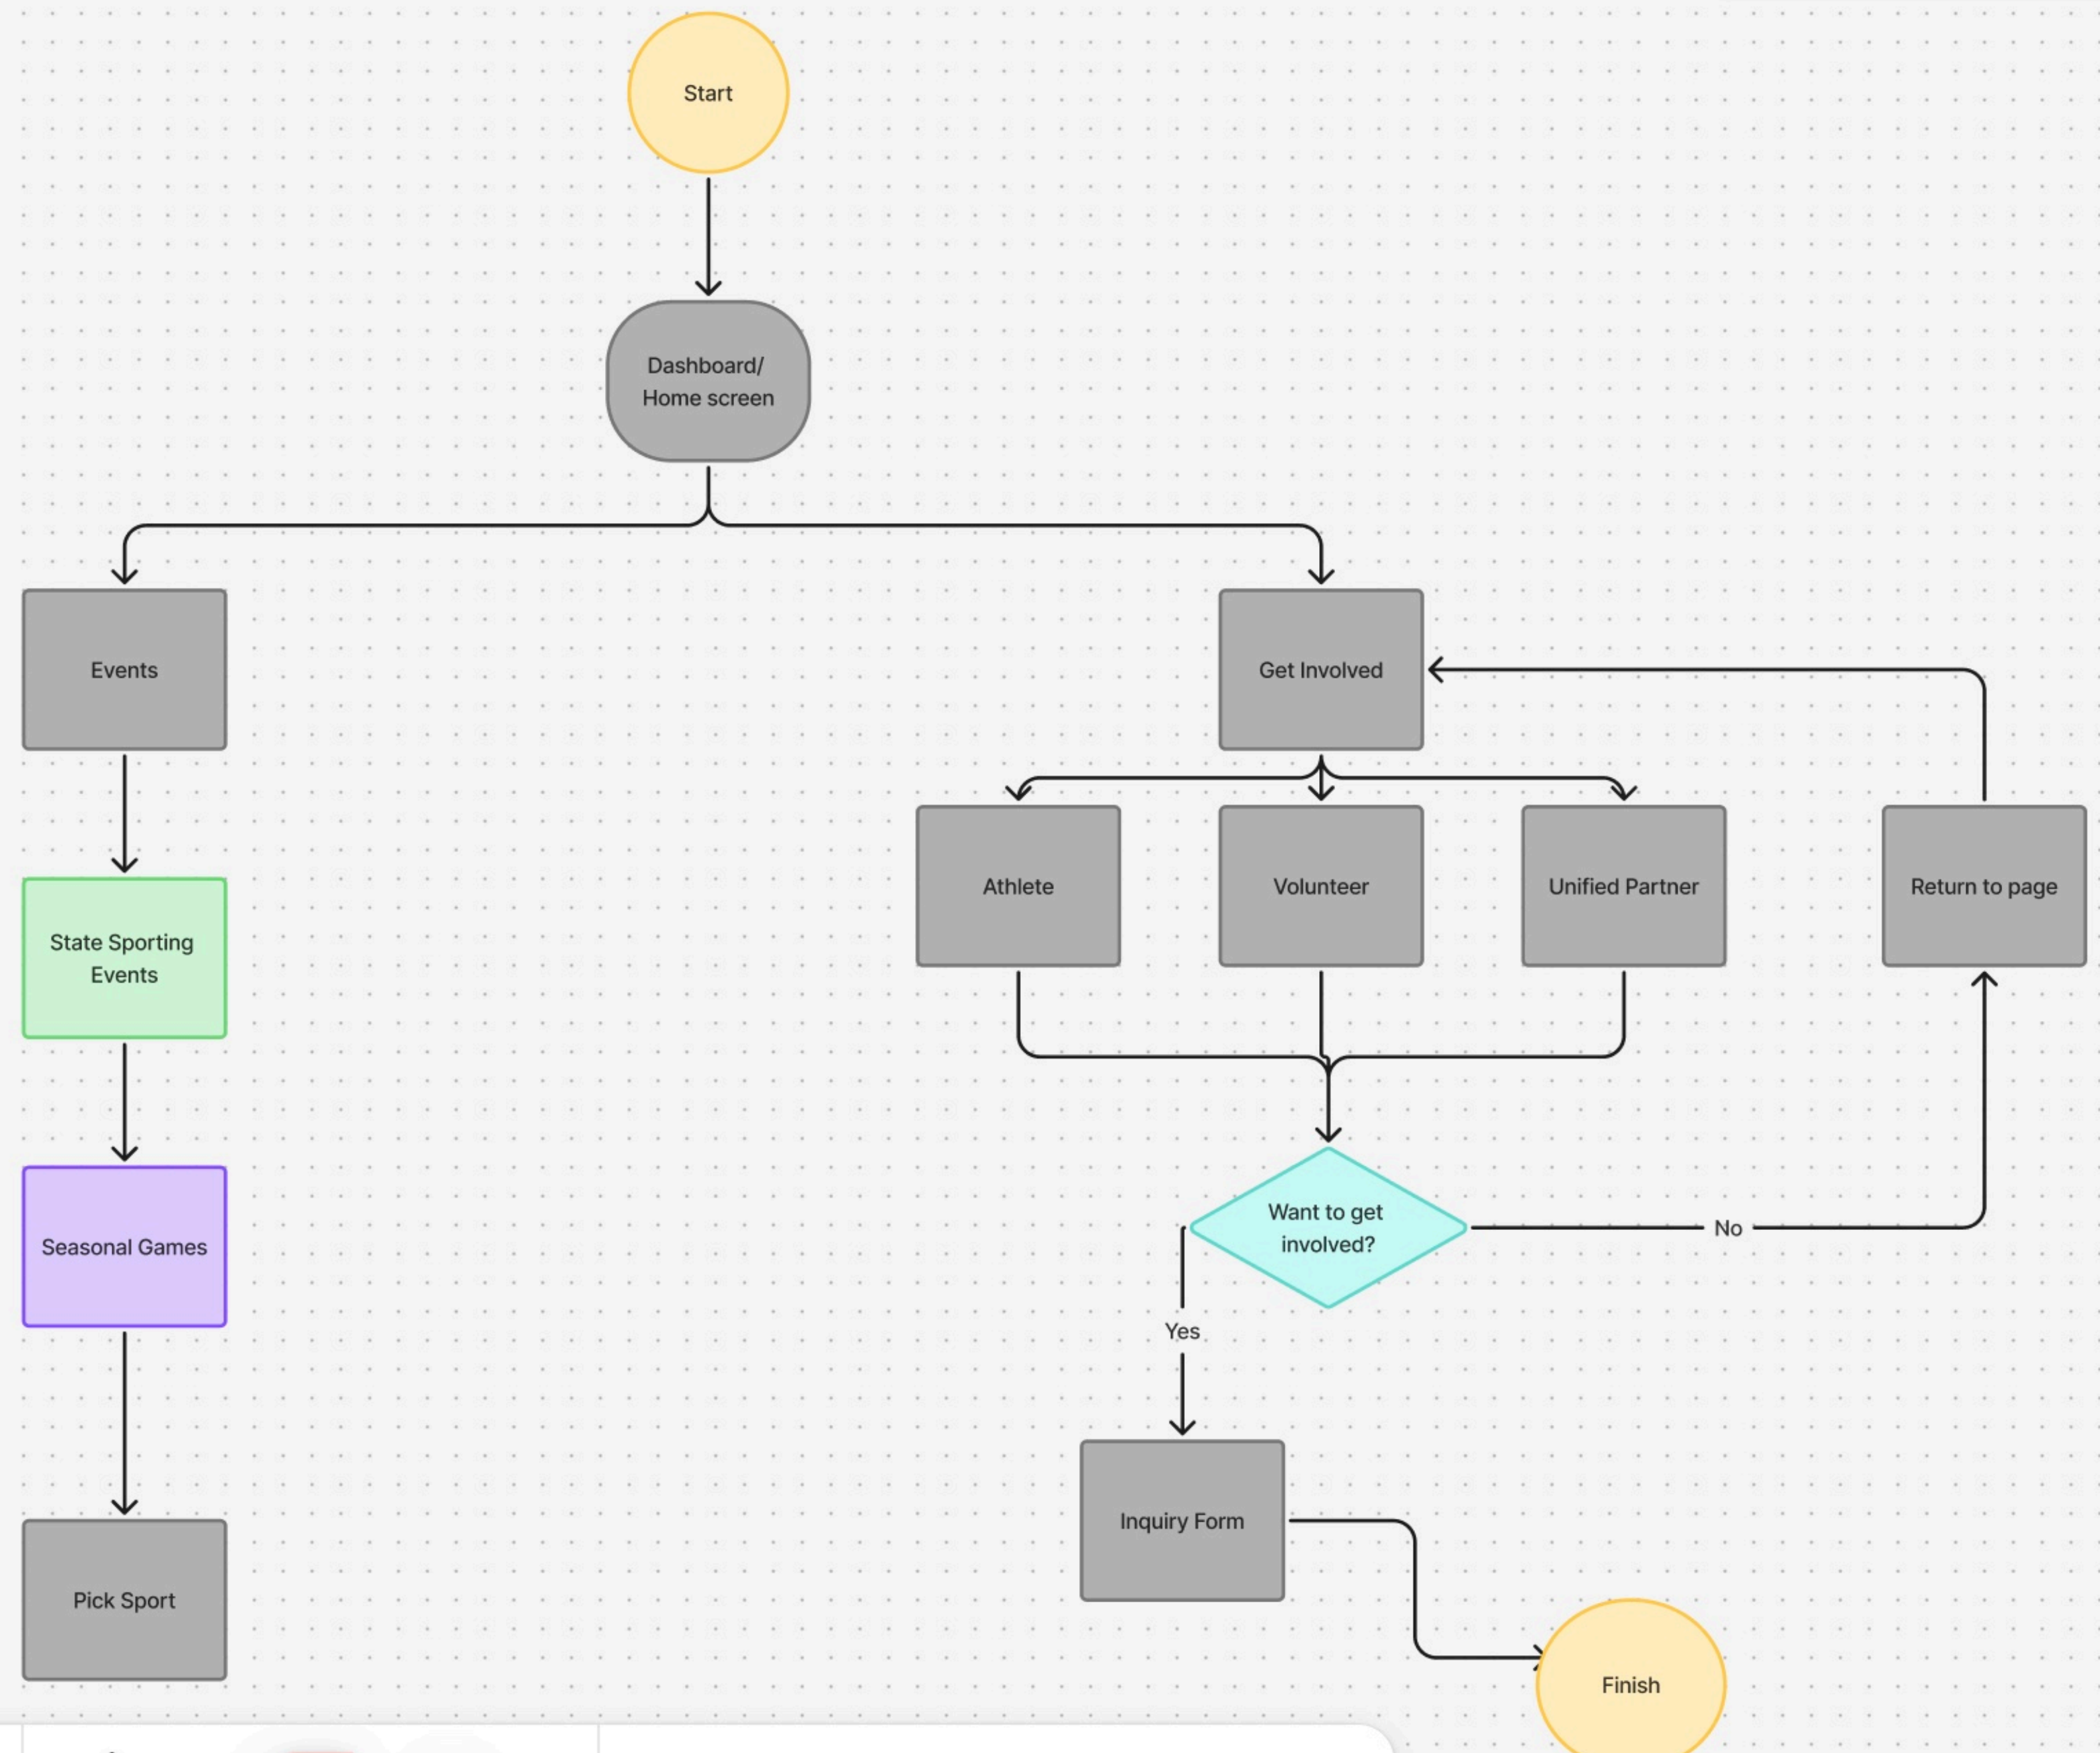 Start
Dashboard/
Home screen
Events
Get Involved
Athlete
Volunteer
Unified Partner
Return to page
State Sporting
Events
Want to get
involved?
No
Seasonal Games
Yes
Inquiry Form
Pick Sport
Finish